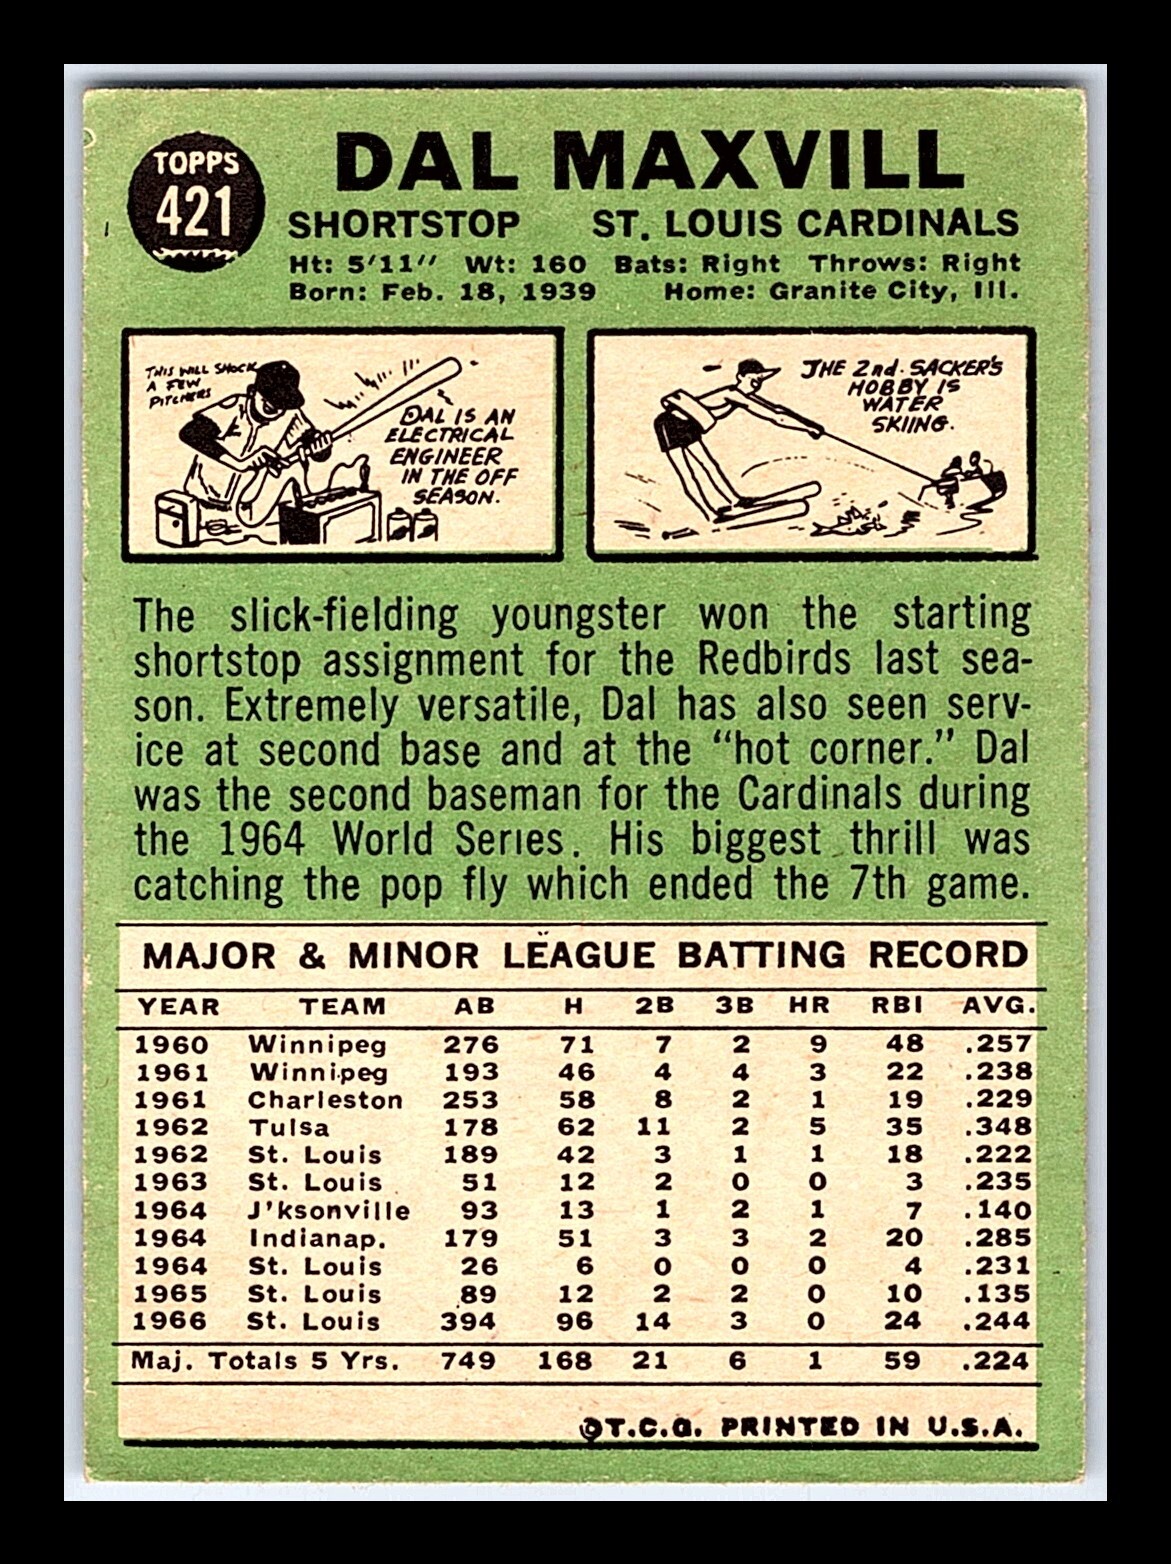 TOPPS
421
DAL MAXVILL
SHORTSTOP ST. LOUIS CARDINALS
Ht: 5'11" Wt: 160 Bats: Right Throws: Right
Born: Feb. 18, 1939 Home: Granite City, Ill.
THIS WILL SHOCK
A FEW
PITCHERS
DAL IS AN
ELECTRICAL
ENGINEER
IN THE OFF
SEASON.
THE 2nd. SACKER'S
HOBBY IS
WATER
SKIING.
The slick-fielding youngster won the starting
shortstop assignment for the Redbirds last sea-
son. Extremely versatile, Dal has also seen serv-
ice at second base and at the "hot corner." Dal
was the second baseman for the Cardinals during
the 1964 World Series. His biggest thrill was
catching the pop fly which ended the 7th game.
MAJOR & MINOR LEAGUE BATTING RECORD
YEAR TEAM AB H 2B 3B HR RBI AVG.
1960 Winnipeg 276 71 7 2 9 48 .257
1961 Winnipeg 193 46 4 4 3 22 .238
1961 Charleston 253 58 8 2 1 19 .229
1962 Tulsa 178 62 11 2 5 35 .348
1962 St. Louis 189 42 3 1 1 18 .222
1963 St. Louis 51 12 2 0 0 3 .235
1964 J'ksonville 93 13 1 2 1 7 .140
1964 Indianap. 179 51 3 3 2 20 .285
1964 St. Louis 26 6 0 0 0 4 .231
1965 St. Louis 89 12 2 2 0 10 .135
1966 St. Louis 394 96 14 3 0 24 .244
Maj. Totals 5 Yrs. 749 168 21 6 1 59 .224
©T.C.G. PRINTED IN U.S.A.